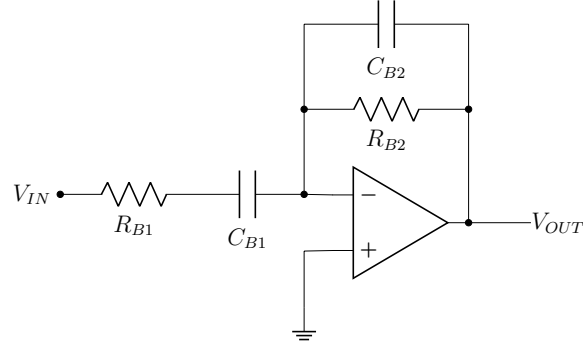 C_{B2}
R_{B2}
V_{IN}
R_{B1}
C_{B1}
−
+
V_{OUT}